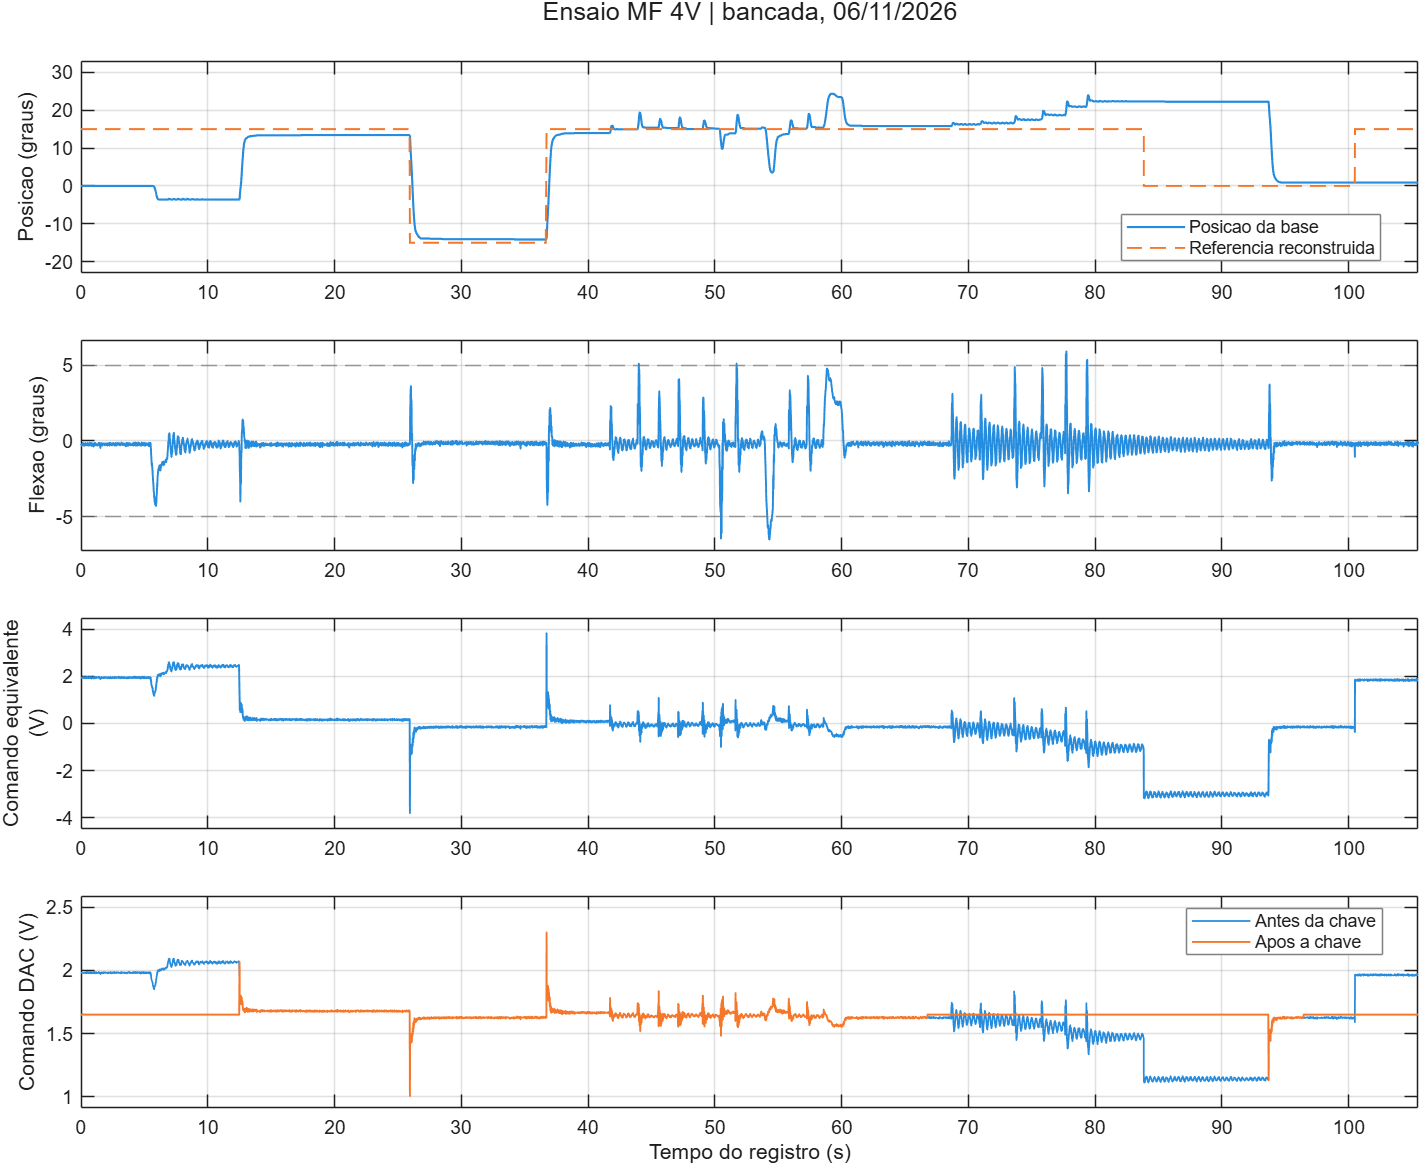 Ensaio MF 4V | bancada, 06/11/2026
Posicao (graus)
30
20
10
0
-10
-20
Posicao da base
Referencia reconstruida
0 10 20 30 40 50 60 70 80 90 100
Flexao (graus)
5
0
-5
0 10 20 30 40 50 60 70 80 90 100
Comando equivalente
(V)
4
2
0
-2
-4
0 10 20 30 40 50 60 70 80 90 100
Comando DAC (V)
2.5
2
1.5
1
Antes da chave
Apos a chave
0 10 20 30 40 50 60 70 80 90 100
Tempo do registro (s)